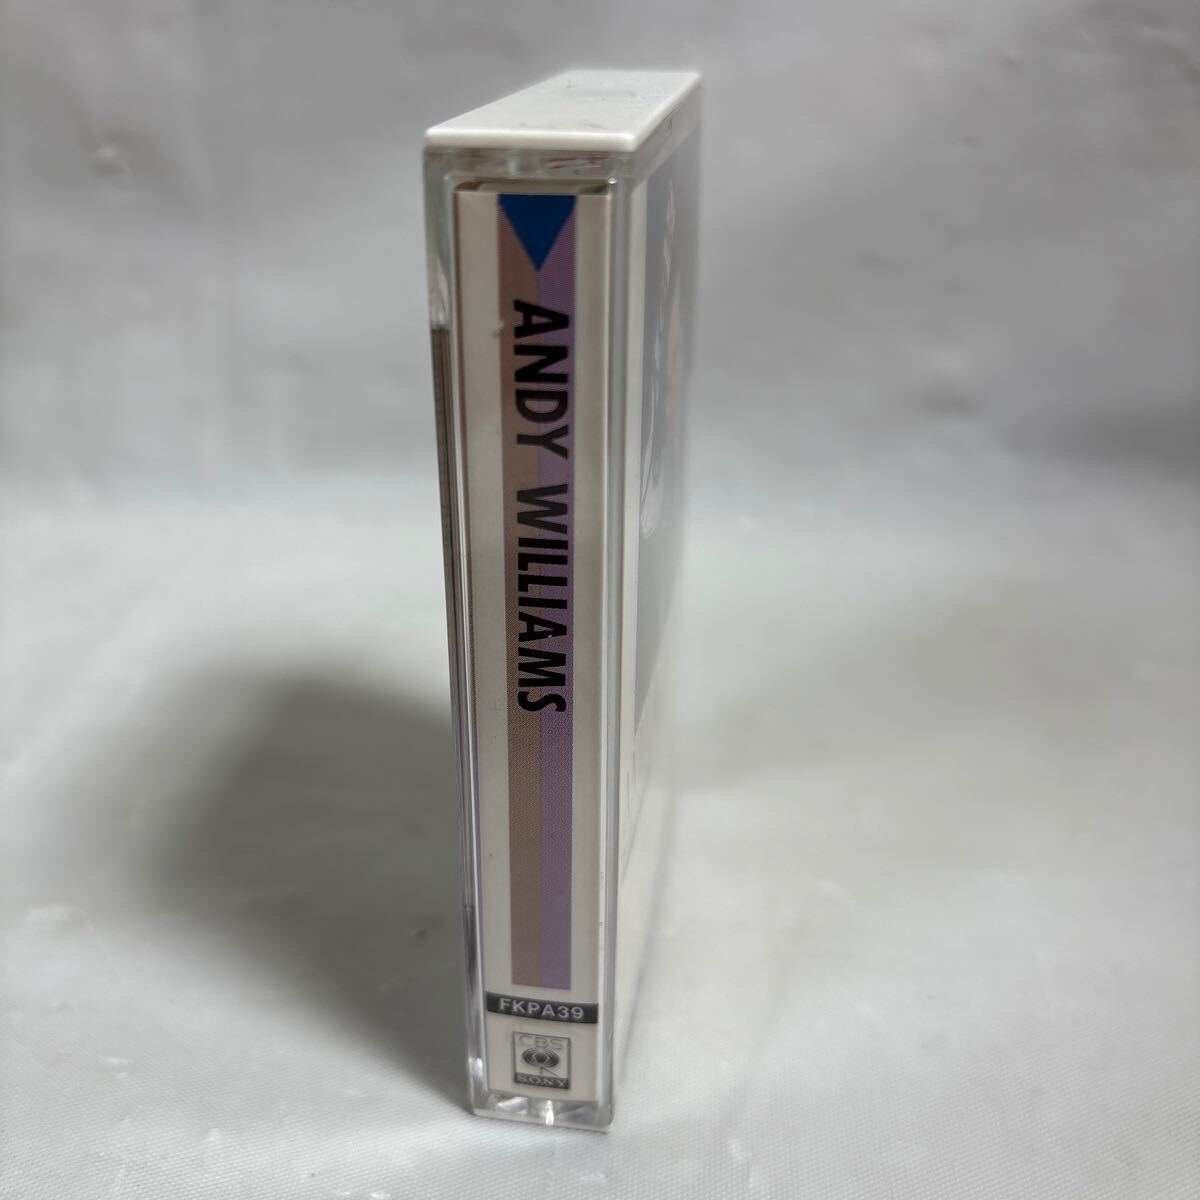 ANDY WILLIAMS
FKPA39
CBS
SONY